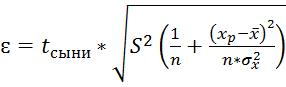 ε = t_сыни * √(S² (1/n + (x_p − x̄)² / (n*σ_x²)))